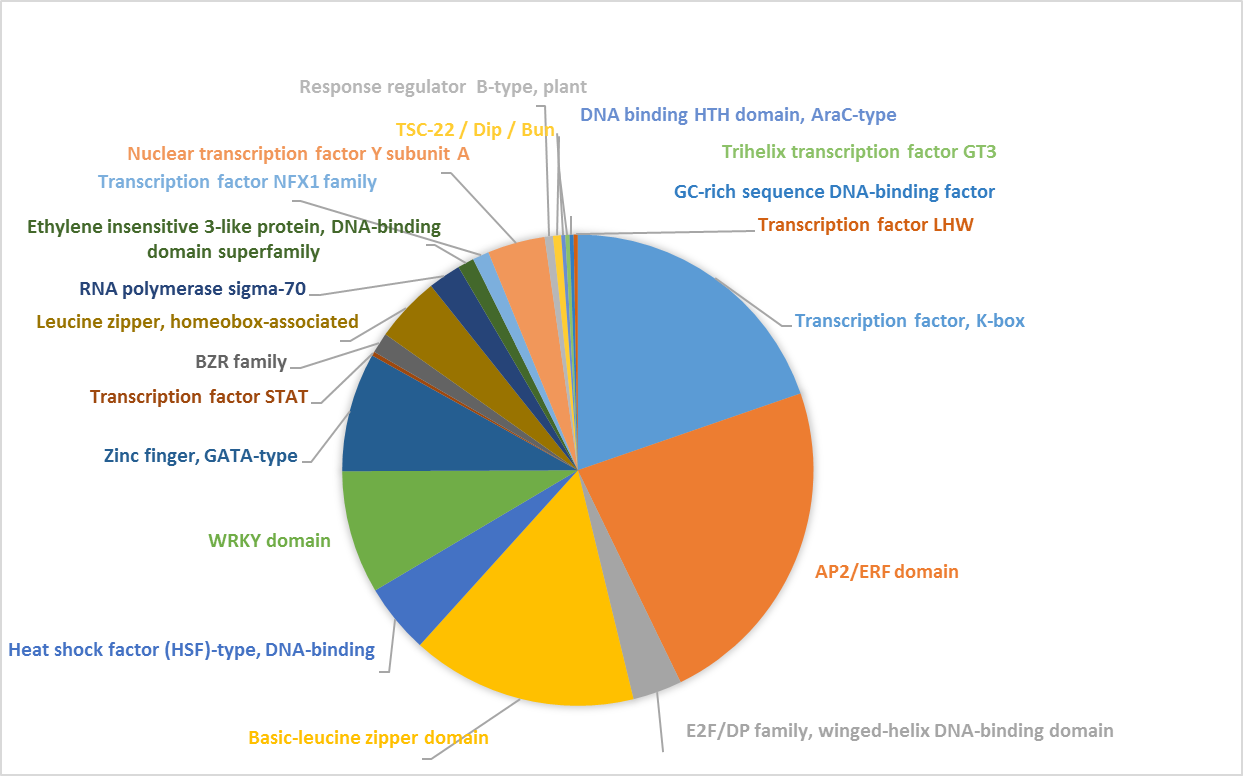 Response regulator  B-type, plant
DNA binding HTH domain, AraC-type
TSC-22 / Dip / Bun
Nuclear transcription factor Y subunit A
Trihelix transcription factor GT3
Transcription factor NFX1 family
GC-rich sequence DNA-binding factor
Ethylene insensitive 3-like protein, DNA-binding
domain superfamily
Transcription factor LHW
RNA polymerase sigma-70
Leucine zipper, homeobox-associated
Transcription factor, K-box
BZR family
Transcription factor STAT
Zinc finger, GATA-type
WRKY domain
AP2/ERF domain
Heat shock factor (HSF)-type, DNA-binding
E2F/DP family, winged-helix DNA-binding domain
Basic-leucine zipper domain